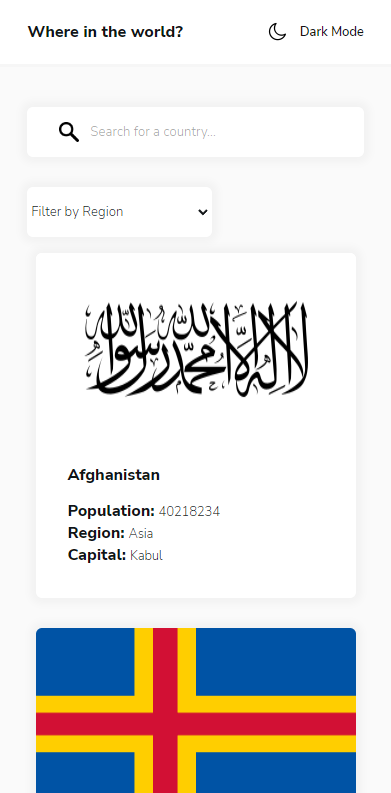 Where in the world?
Dark Mode
Search for a country...
Filter by Region
لا إله إلا الله محمد رسول الله
Afghanistan
Population: 40218234
Region: Asia
Capital: Kabul